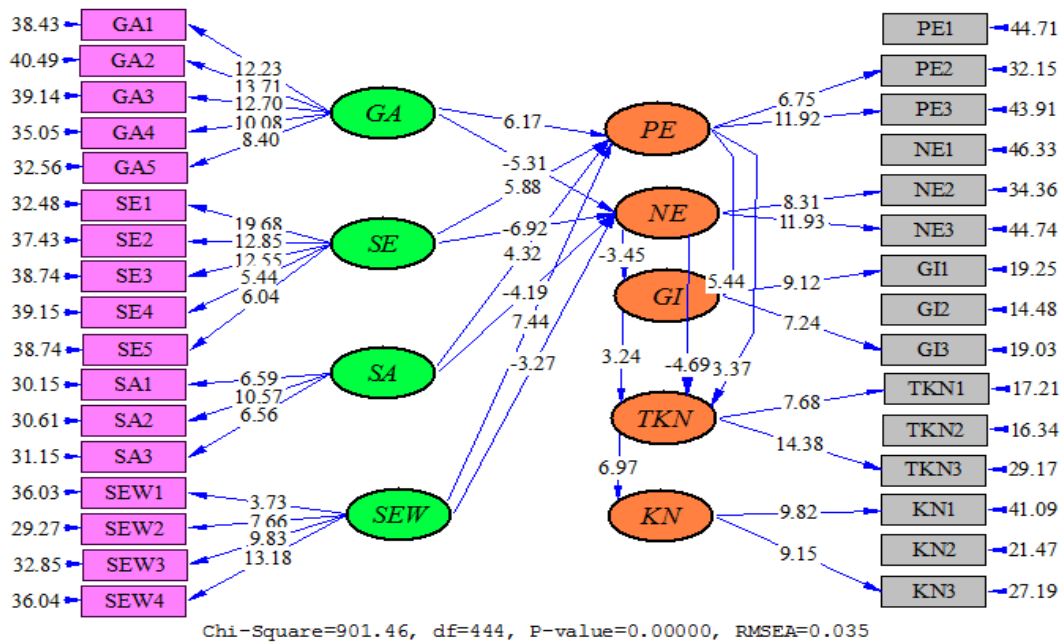 38.43 GA1
40.49 GA2
39.14 GA3
35.05 GA4
32.56 GA5
32.48 SE1
37.43 SE2
38.74 SE3
39.15 SE4
38.74 SE5
30.15 SA1
30.61 SA2
31.15 SA3
36.03 SEW1
29.27 SEW2
32.85 SEW3
36.04 SEW4
12.23
13.71
12.70
10.08
8.40
19.68
12.85
12.55
5.44
6.04
6.59
10.57
6.56
3.73
7.66
9.83
13.18
GA
SE
SA
SEW
6.17
-5.31
5.88
-6.92
4.32
-4.19
7.44
-3.27
PE
NE
-3.45
GI
5.44
3.24
-4.69
3.37
TKN
6.97
KN
6.75
11.92
8.31
11.93
9.12
7.24
7.68
14.38
9.82
9.15
PE1 44.71
PE2 32.15
PE3 43.91
NE1 46.33
NE2 34.36
NE3 44.74
GI1 19.25
GI2 14.48
GI3 19.03
TKN1 17.21
TKN2 16.34
TKN3 29.17
KN1 41.09
KN2 21.47
KN3 27.19
Chi-Square=901.46, df=444, P-value=0.00000, RMSEA=0.035